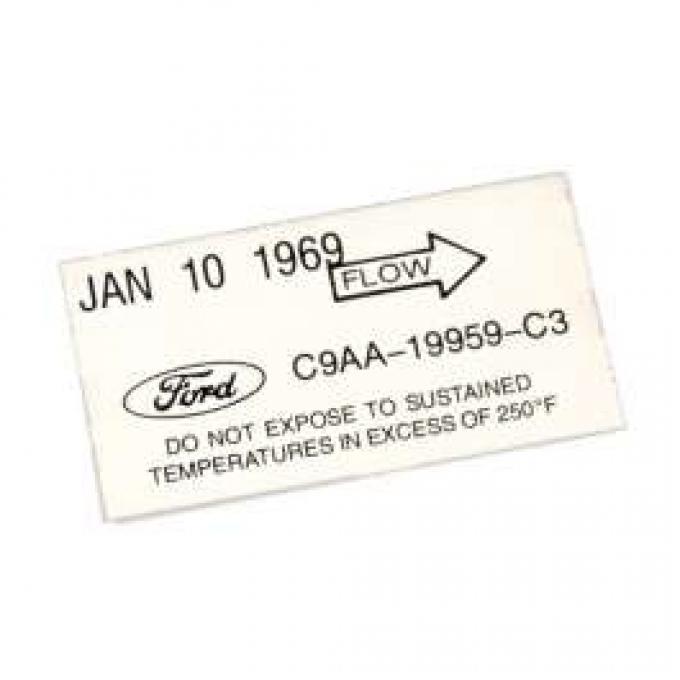 JAN 10 1969
FLOW
C9AA-19959-C3
Ford
DO NOT EXPOSE TO SUSTAINED
TEMPERATURES IN EXCESS OF 250°F